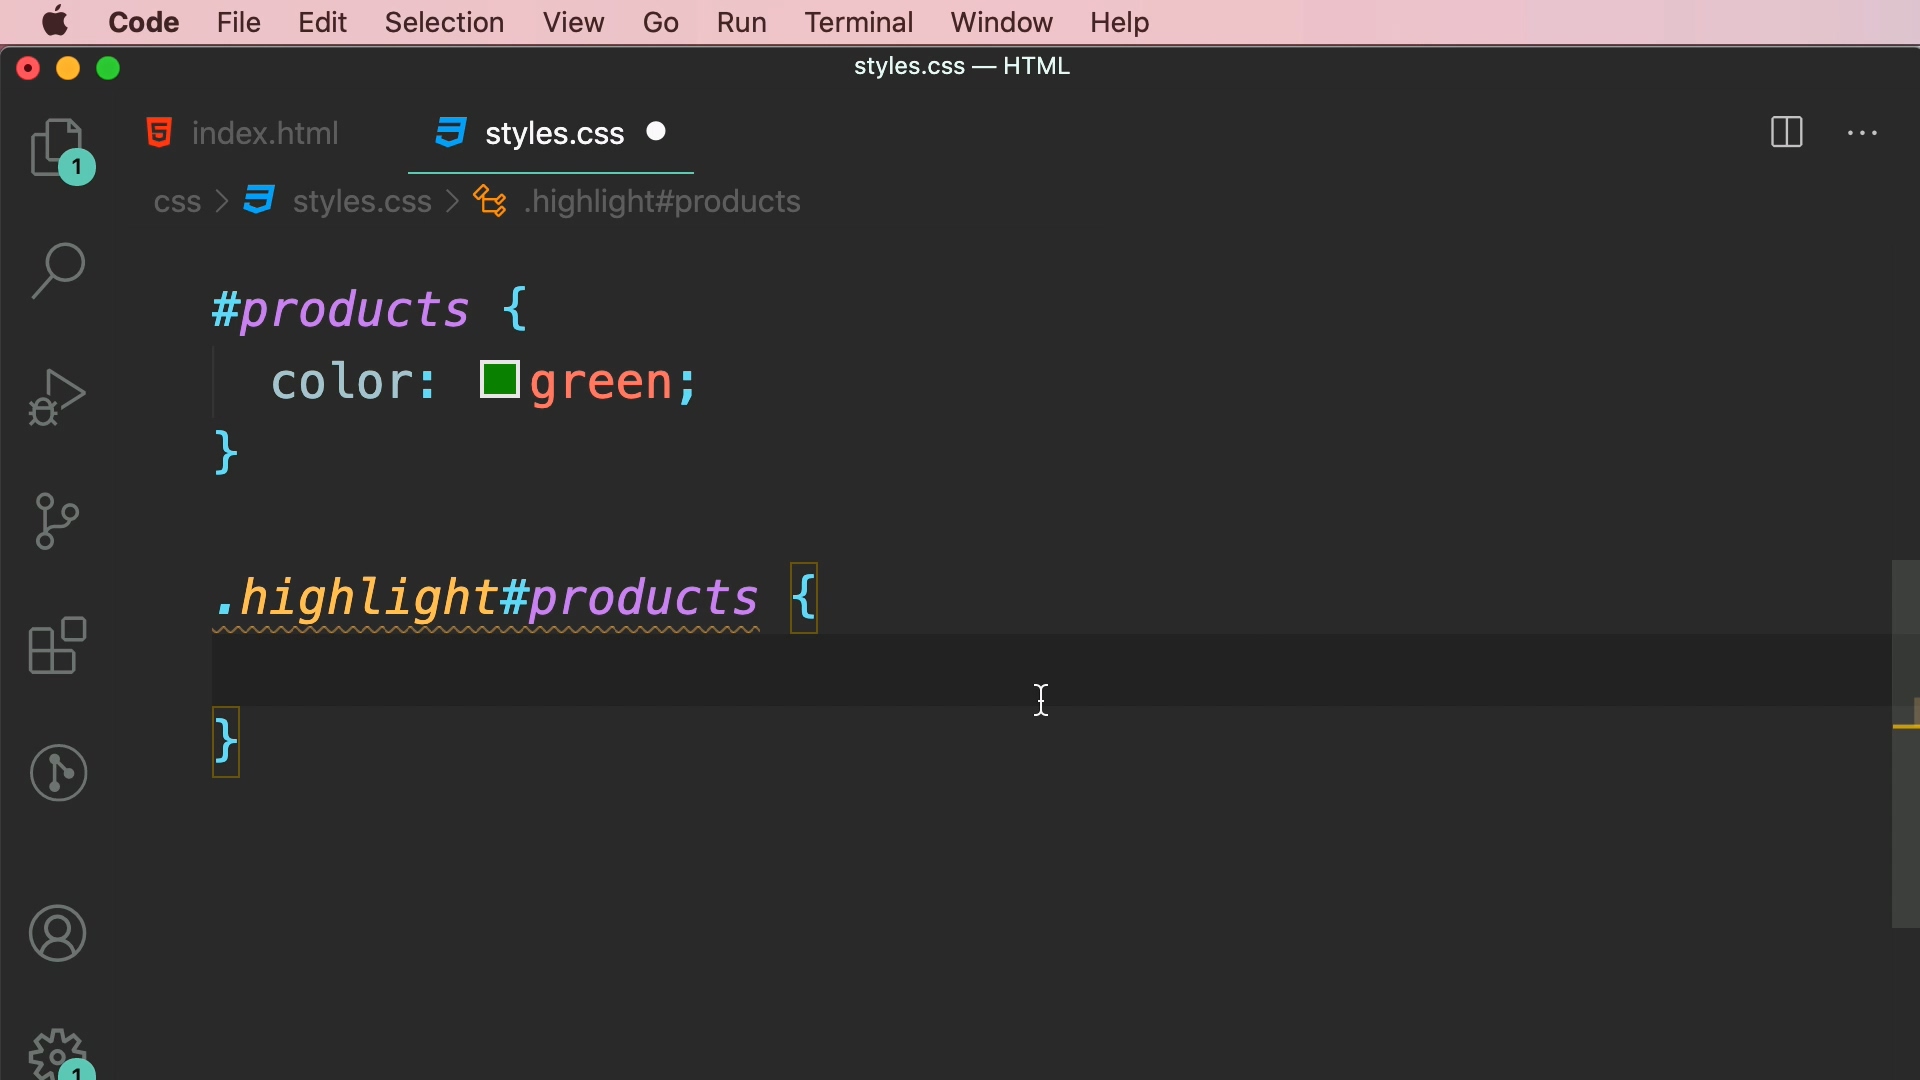 Code File Edit Selection View Go Run Terminal Window Help
styles.css — HTML
index.html styles.css
css > styles.css > .highlight#products
1
#products {
color: green;
}
.highlight#products {
}
1